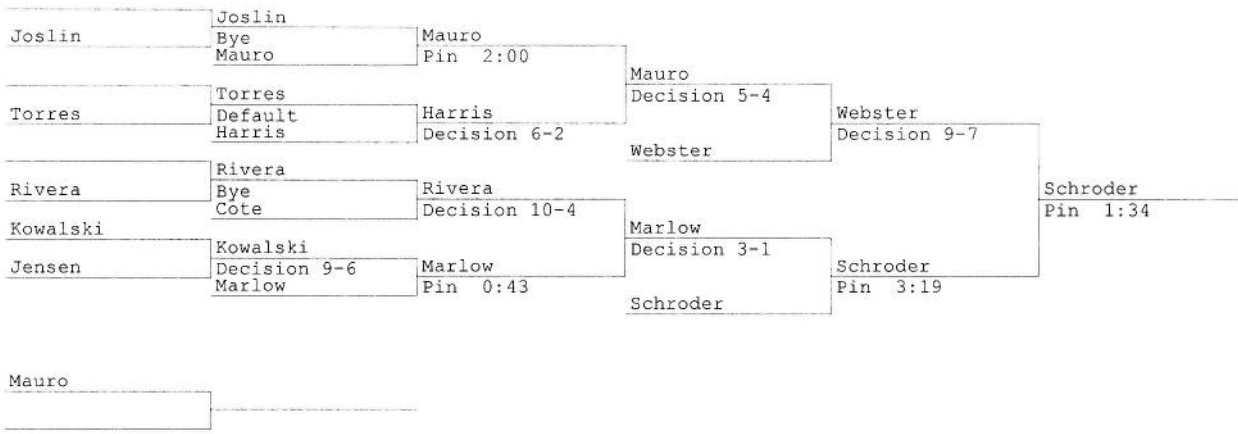 Joslin
Joslin
Bye
Mauro
Mauro
Pin 2:00
Mauro
Decision 5-4
Torres
Torres
Default
Harris
Harris
Decision 6-2
Webster
Webster
Decision 9-7
Rivera
Rivera
Bye
Cote
Rivera
Decision 10-4
Schroder
Pin 1:34
Kowalski
Jensen
Kowalski
Decision 9-6
Marlow
Marlow
Pin 0:43
Marlow
Decision 3-1
Schroder
Schroder
Pin 3:19
Mauro